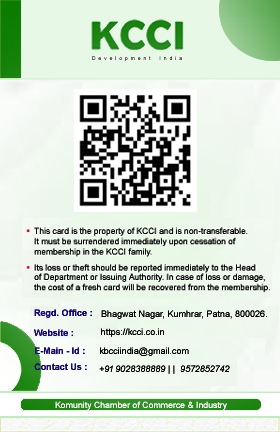 KCCI
Development India
• This card is the property of KCCI and is non-transferable.
It must be surrendered immediately upon cessation of
membership in the KCCI family.
• Its loss or theft should be reported immediately to the Head
of Department or Issuing Authority. In case of loss or damage,
the cost of a fresh card will be recovered from the membership.
Regd. Office : Bhagwat Nagar, Kumhrar, Patna, 800026.
Website : https://kcci.co.in
E-Main - Id : kbcciindia@gmail.com
Contact Us : +91 9028388889 | | 9572852742
Komunity Chamber of Commerce & Industry